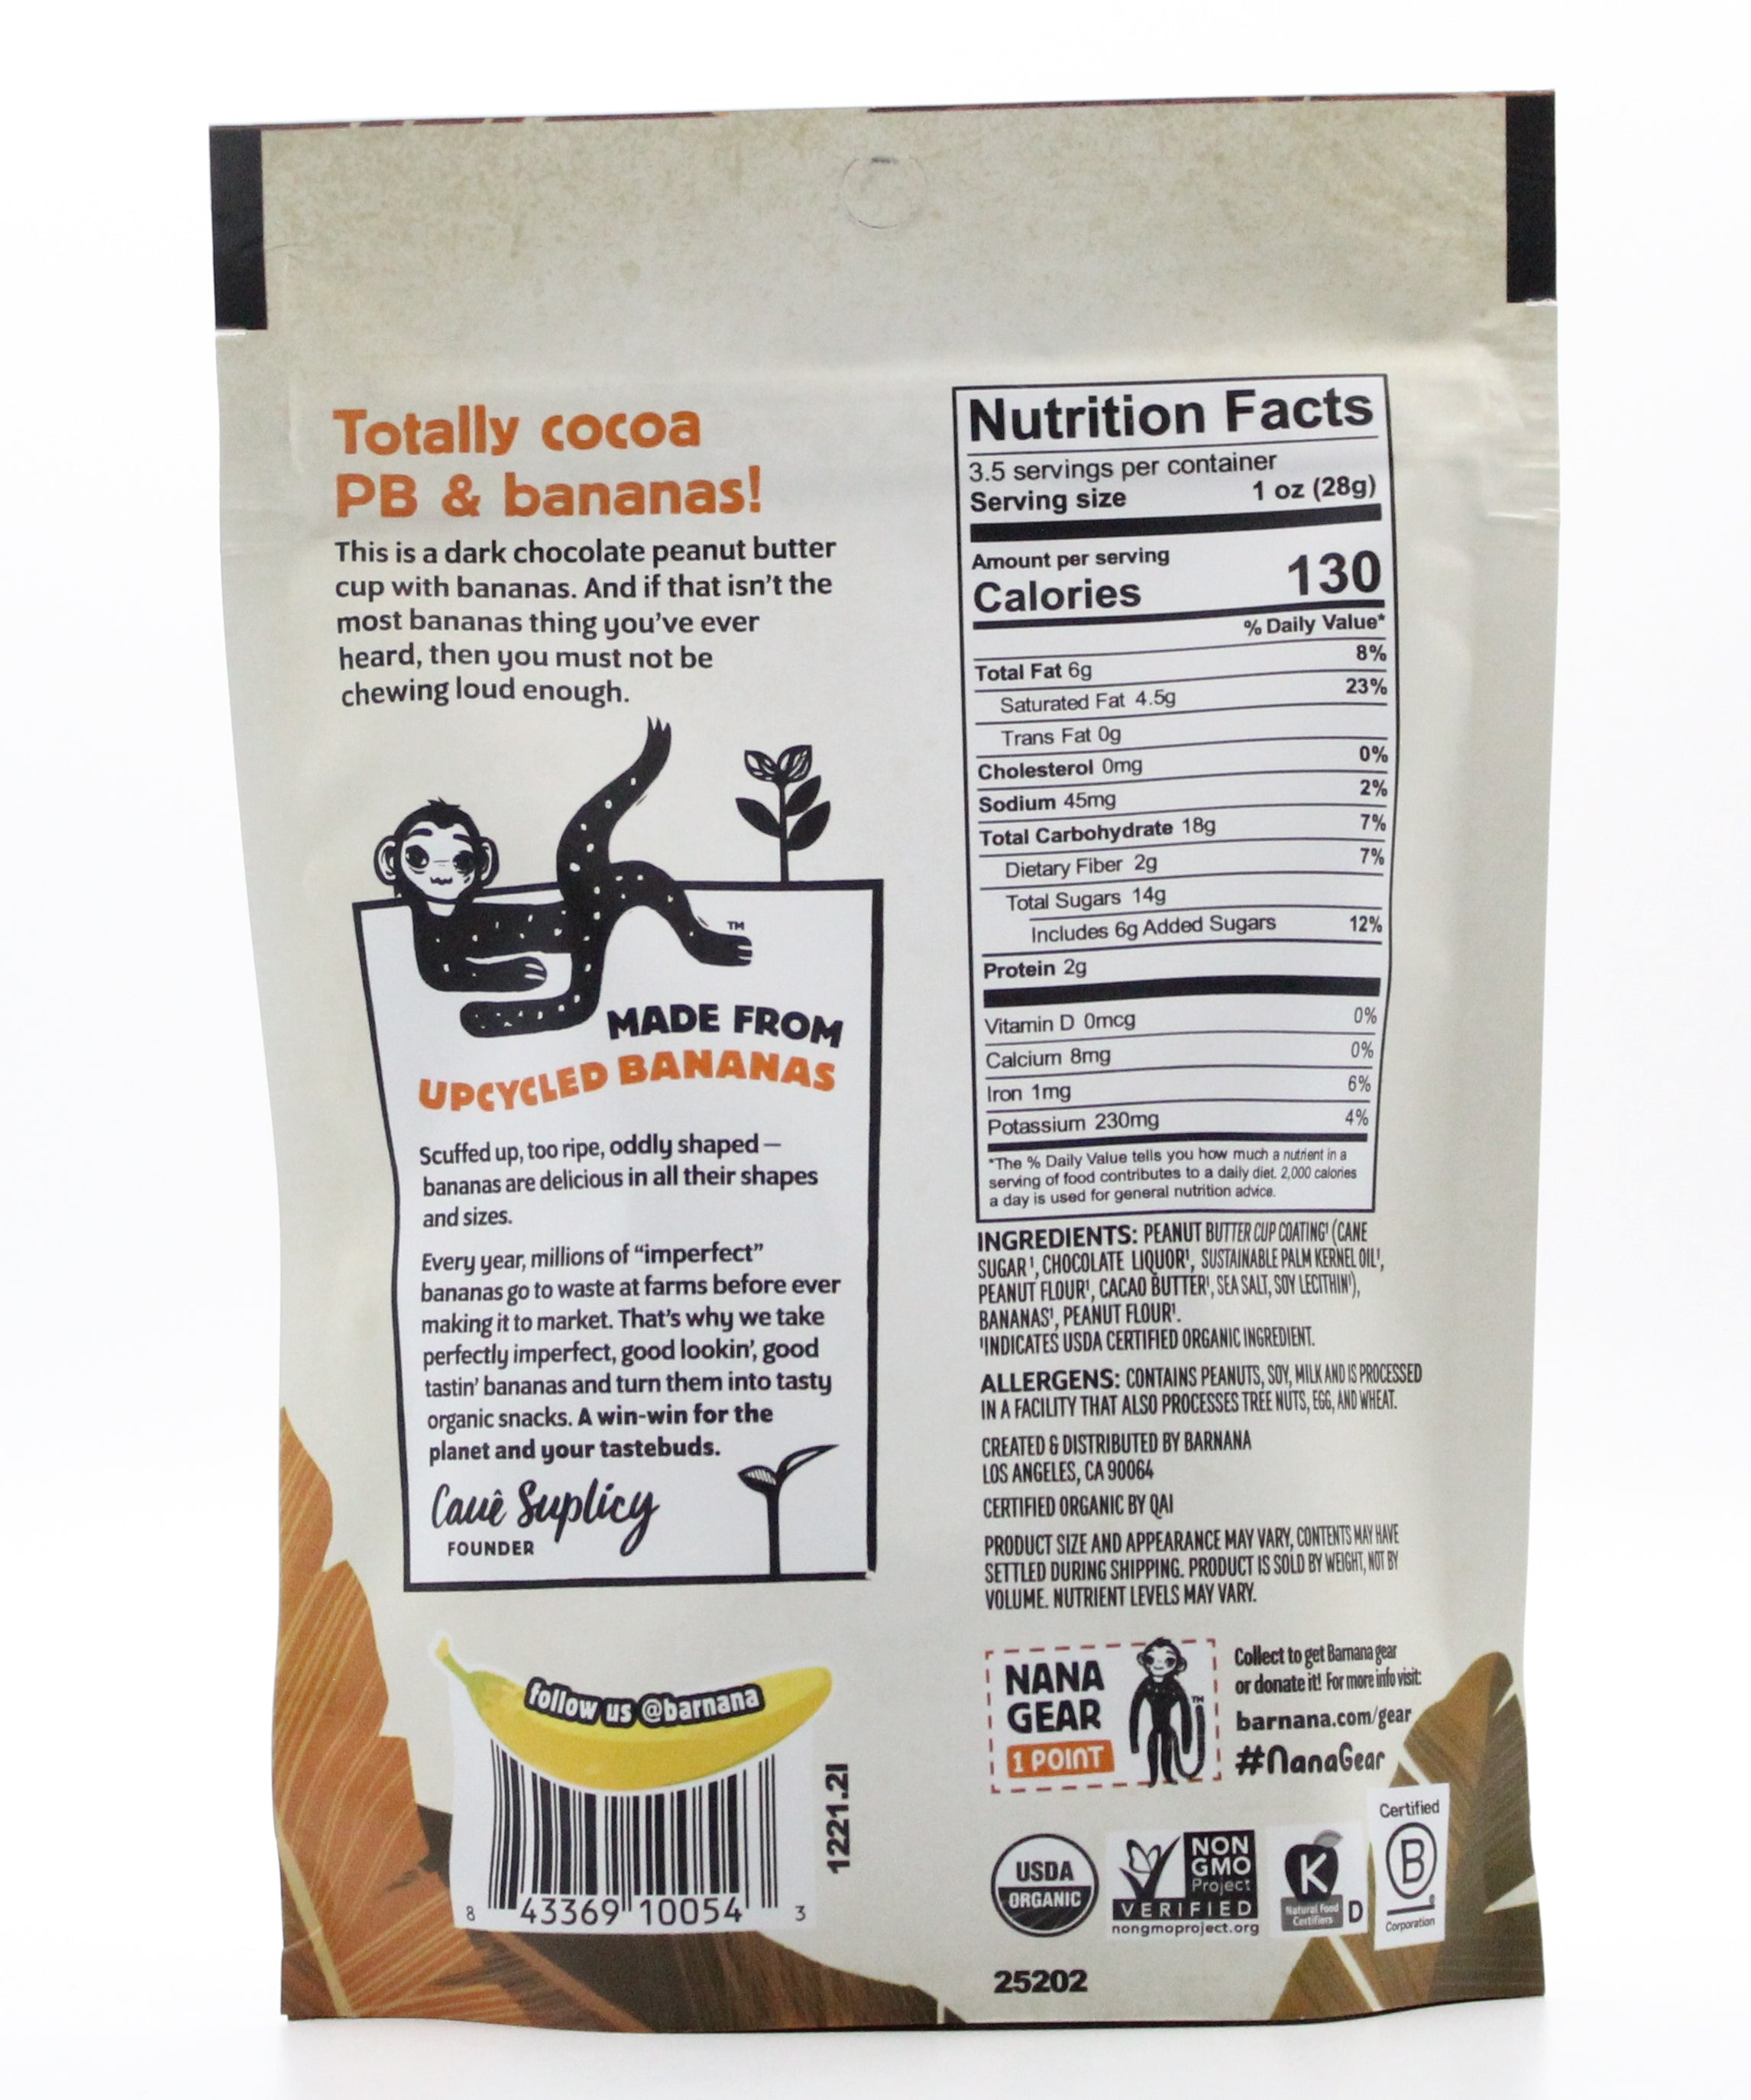 Totally cocoa
PB & bananas!
This is a dark chocolate peanut butter
cup with bananas. And if that isn't the
most bananas thing you've ever
heard, then you must not be
chewing loud enough.
TM
MADE FROM
UPCYCLED BANANAS
Scuffed up, too ripe, oddly shaped —
bananas are delicious in all their shapes
and sizes.
Every year, millions of "imperfect"
bananas go to waste at farms before ever
making it to market. That's why we take
perfectly imperfect, good lookin', good
tastin' bananas and turn them into tasty
organic snacks. A win-win for the
planet and your tastebuds.
Cauê Suplicy
FOUNDER
follow us @barnana
8 43369 10054 3
1221.2I
Nutrition Facts
3.5 servings per container
Serving size 1 oz (28g)
Amount per serving
Calories 130
% Daily Value*
Total Fat 6g 8%
Saturated Fat 4.5g 23%
Trans Fat 0g
Cholesterol 0mg 0%
Sodium 45mg 2%
Total Carbohydrate 18g 7%
Dietary Fiber 2g 7%
Total Sugars 14g
Includes 6g Added Sugars 12%
Protein 2g
Vitamin D 0mcg 0%
Calcium 8mg 0%
Iron 1mg 6%
Potassium 230mg 4%
*The % Daily Value tells you how much a nutrient in a
serving of food contributes to a daily diet. 2,000 calories
a day is used for general nutrition advice.
INGREDIENTS: PEANUT BUTTER CUP COATING¹ (CANE
SUGAR¹, CHOCOLATE LIQUOR¹, SUSTAINABLE PALM KERNEL OIL¹,
PEANUT FLOUR¹, CACAO BUTTER¹, SEA SALT, SOY LECITHIN¹),
BANANAS¹, PEANUT FLOUR¹.
¹INDICATES USDA CERTIFIED ORGANIC INGREDIENT.
ALLERGENS: CONTAINS PEANUTS, SOY, MILK AND IS PROCESSED
IN A FACILITY THAT ALSO PROCESSES TREE NUTS, EGG, AND WHEAT.
CREATED & DISTRIBUTED BY BARNANA
LOS ANGELES, CA 90064
CERTIFIED ORGANIC BY QAI
PRODUCT SIZE AND APPEARANCE MAY VARY, CONTENTS MAY HAVE
SETTLED DURING SHIPPING. PRODUCT IS SOLD BY WEIGHT, NOT BY
VOLUME. NUTRIENT LEVELS MAY VARY.
NANA
GEAR
1 POINT
TM
Collect to get Barnana gear
or donate it! For more info visit:
barnana.com/gear
#NanaGear
USDA
ORGANIC
NON
GMO
Project
VERIFIED
nongmoproject.org
K
Natural Food
Certifiers
D
Certified
B
Corporation
25202